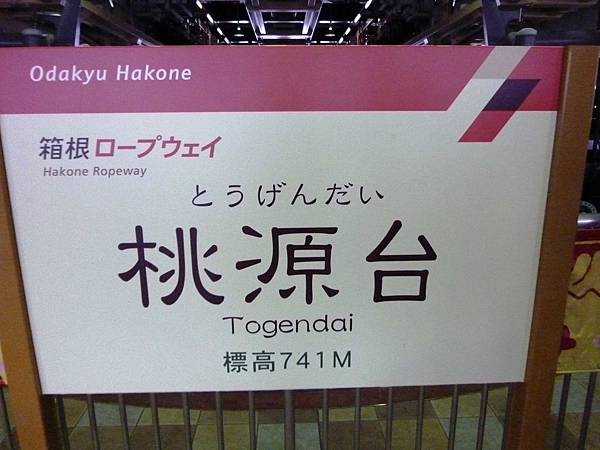 Odakyu Hakone
箱根ロープウェイ
Hakone Ropeway
とうげんだい
桃源台
Togendai
標高741M